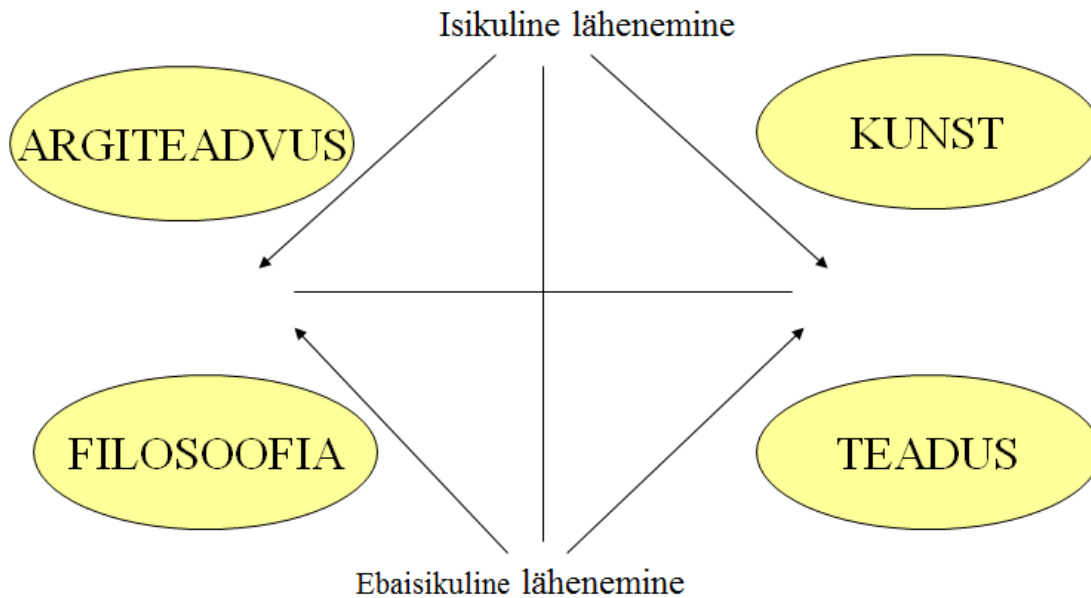 Isikuline lähenemine
ARGITEADVUS
KUNST
FILOSOOFIA
TEADUS
Ebaisikuline lähenemine